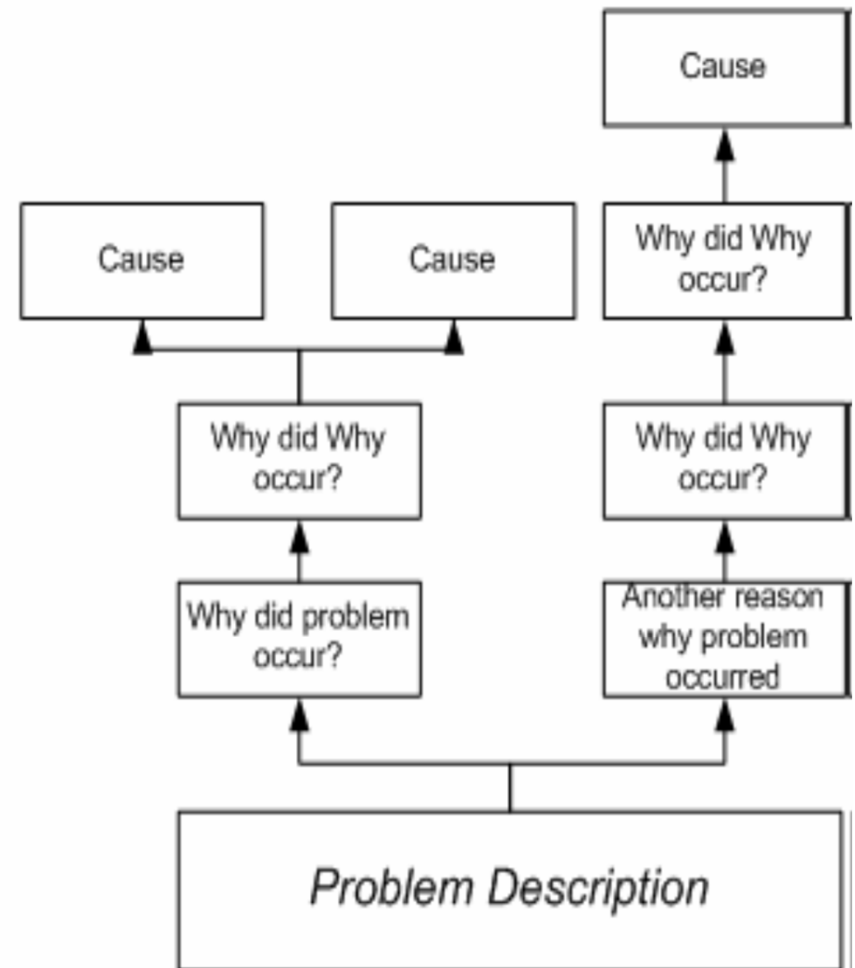 Cause
Cause
Cause
Why did Why
occur?
Why did Why
occur?
Why did Why
occur?
Why did problem
occur?
Another reason
why problem
occurred
Problem Description